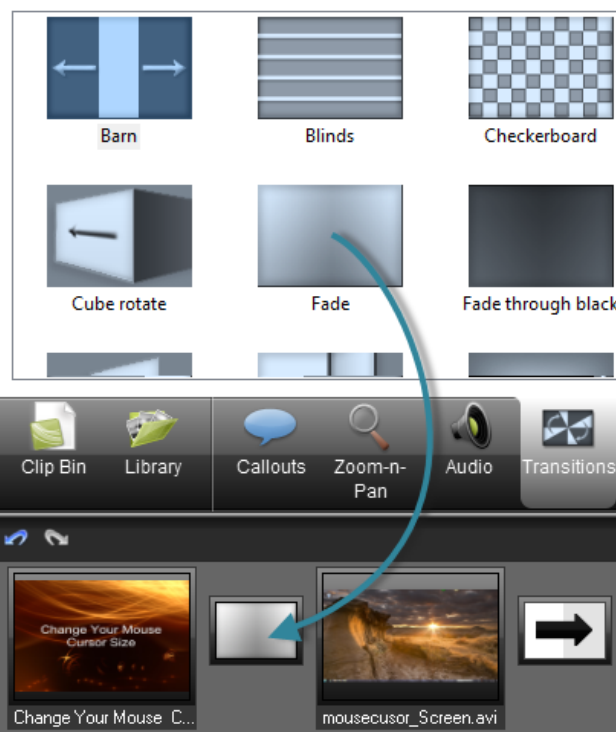 Barn
Blinds
Checkerboard
Cube rotate
Fade
Fade through black
Clip Bin
Library
Callouts
Zoom-n-
Pan
Audio
Transitions
Change Your Mouse
Cursor Size
Change Your Mouse C...
mousecusor_Screen.avi